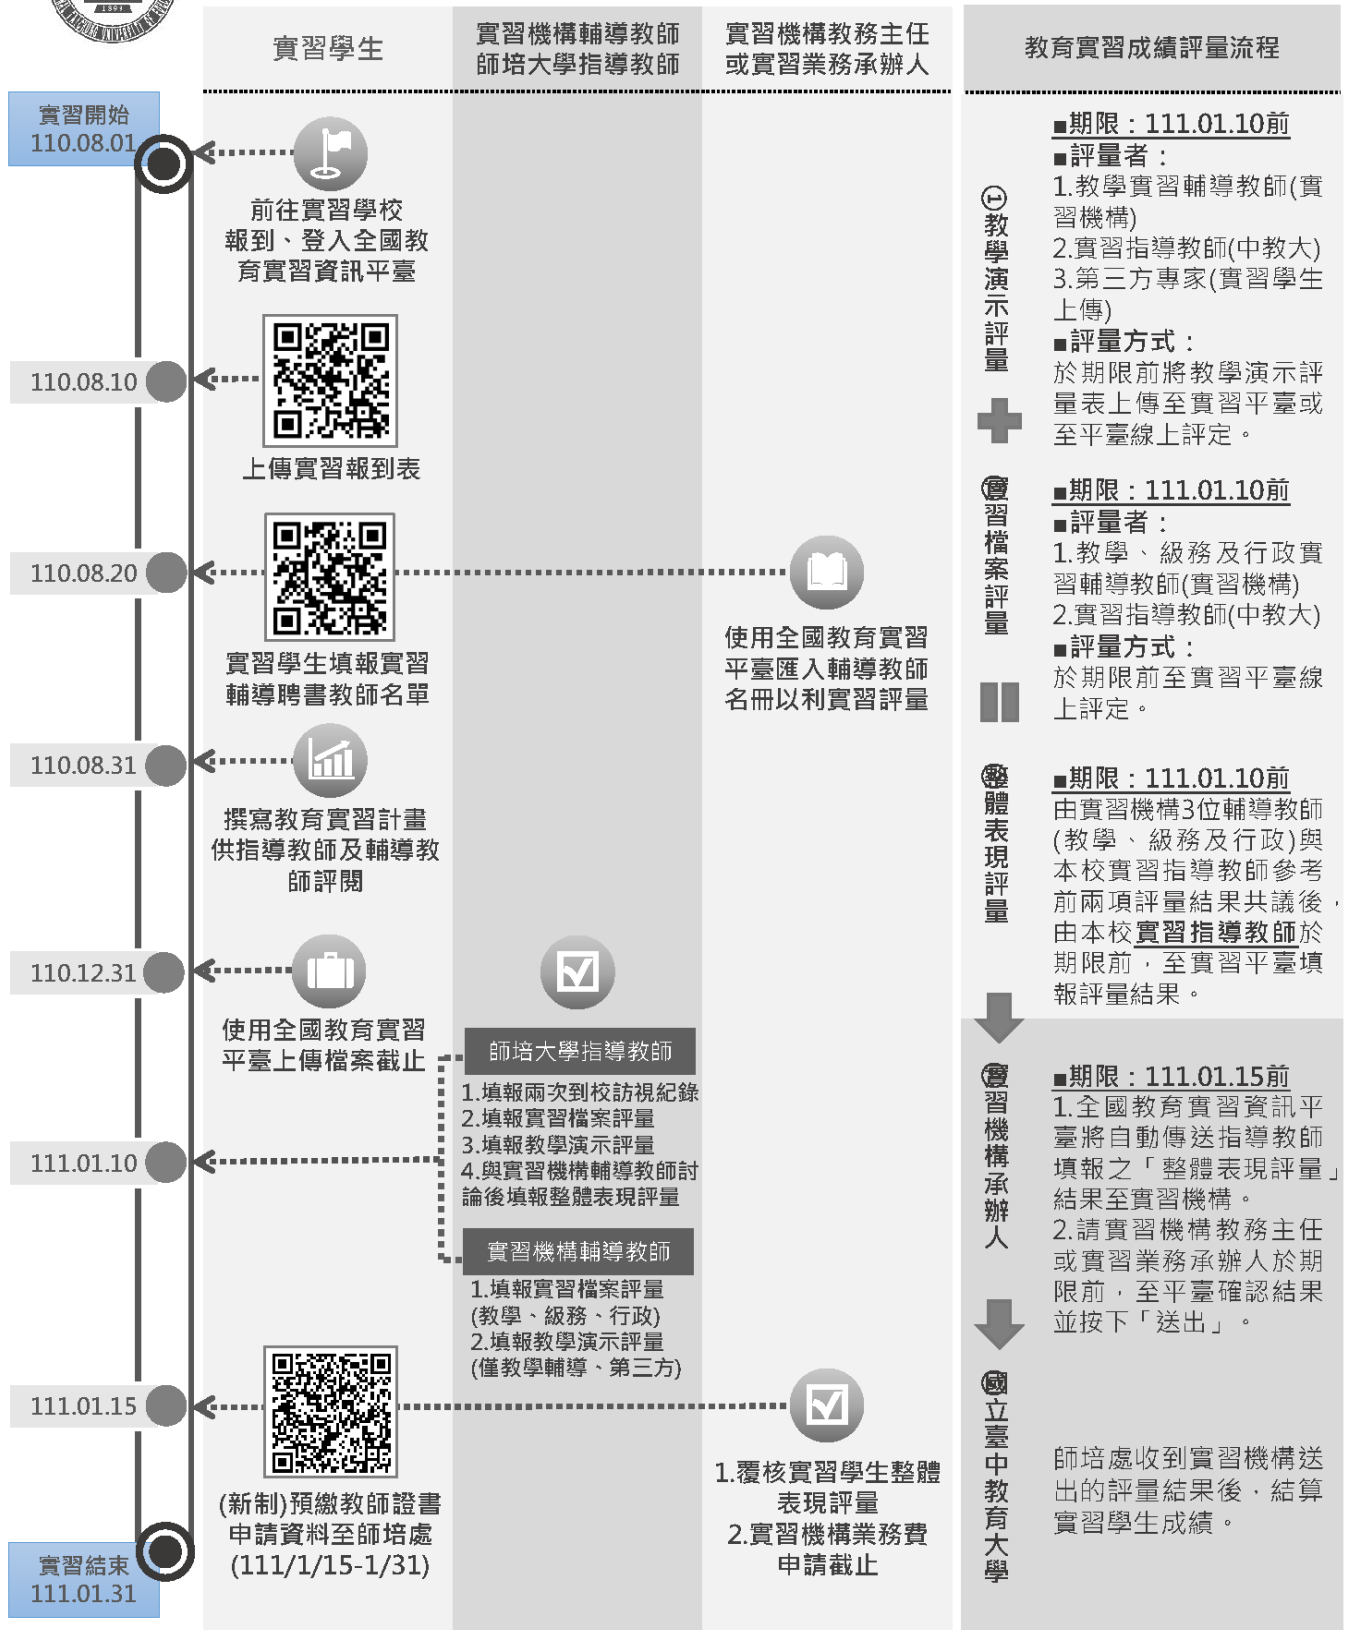 1899
實習學生
實習機構輔導教師
師培大學指導教師
實習機構教務主任
或實習業務承辦人
教育實習成績評量流程
實習開始
110.08.01
前往實習學校
報到、登入全國教
育實習資訊平臺
110.08.10
上傳實習報到表
110.08.20
實習學生填報實習
輔導聘書教師名單
使用全國教育實習
平臺匯入輔導教師
名冊以利實習評量
110.08.31
撰寫教育實習計畫
供指導教師及輔導教
師評閱
110.12.31
使用全國教育實習
平臺上傳檔案截止
師培大學指導教師
1.填報兩次到校訪視紀錄
2.填報實習檔案評量
3.填報教學演示評量
4.與實習機構輔導教師討
論後填報整體表現評量
111.01.10
實習機構輔導教師
1.填報實習檔案評量
(教學、級務、行政)
2.填報教學演示評量
(僅教學輔導、第三方)
111.01.15
(新制)預繳教師證書
申請資料至師培處
(111/1/15-1/31)
1.覆核實習學生整體
表現評量
2.實習機構業務費
申請截止
實習結束
111.01.31
①教學演示評量
■期限：111.01.10前
■評量者：
1.教學實習輔導教師(實
習機構)
2.實習指導教師(中教大)
3.第三方專家(實習學生
上傳)
■評量方式：
於期限前將教學演示評
量表上傳至實習平臺或
至平臺線上評定。
實習檔案評量
■期限：111.01.10前
■評量者：
1.教學、級務及行政實
習輔導教師(實習機構)
2.實習指導教師(中教大)
■評量方式：
於期限前至實習平臺線
上評定。
整體表現評量
■期限：111.01.10前
由實習機構3位輔導教師
(教學、級務及行政)與
本校實習指導教師參考
前兩項評量結果共議後，
由本校實習指導教師於
期限前，至實習平臺填
報評量結果。
實習機構承辦人
■期限：111.01.15前
1.全國教育實習資訊平
臺將自動傳送指導教師
填報之「整體表現評量」
結果至實習機構。
2.請實習機構教務主任
或實習業務承辦人於期
限前，至平臺確認結果
並按下「送出」。
國立臺中教育大學
師培處收到實習機構送
出的評量結果後，結算
實習學生成績。